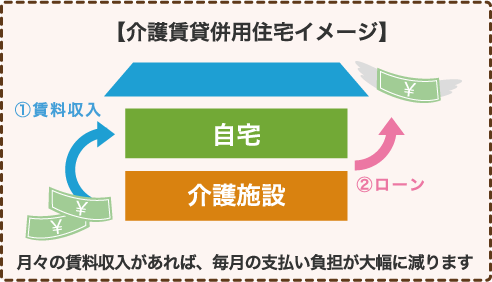 【介護賃貸併用住宅イメージ】
①賃料収入
¥
自宅
介護施設
②ローン
¥
¥
月々の賃料収入があれば、毎月の支払い負担が大幅に減ります